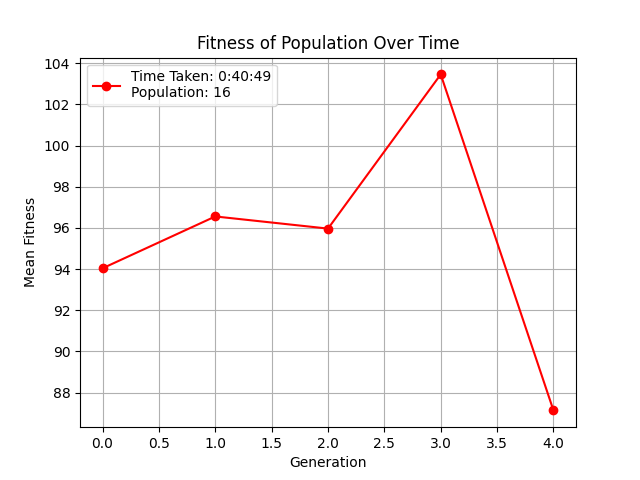 Fitness of Population Over Time
Time Taken: 0:40:49
Population: 16
104
102
100
98
96
94
92
90
88
Mean Fitness
0.0 0.5 1.0 1.5 2.0 2.5 3.0 3.5 4.0
Generation